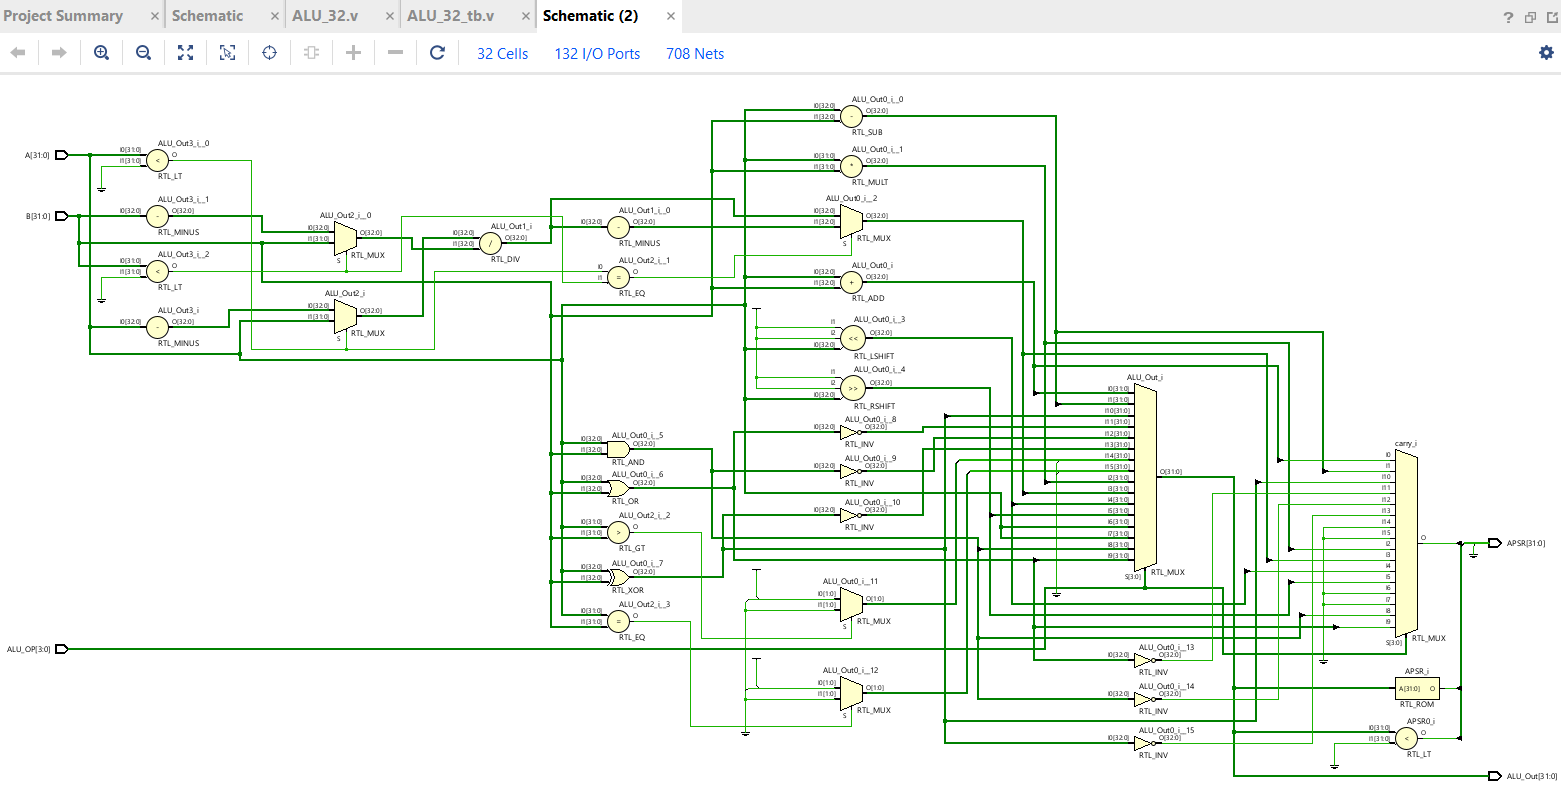 Project Summary
Schematic
ALU_32.v
ALU_32_tb.v
Schematic (2)
32 Cells
132 I/O Ports
708 Nets
A[31:0]
B[31:0]
ALU_OP[3:0]
ALU_Out3_i__0
I0[31:0]
I1[31:0]
O
<
RTL_LT
ALU_Out3_i__1
I0[32:0]
O[32:0]
-
RTL_MINUS
ALU_Out3_i__2
I0[31:0]
I1[31:0]
O
<
RTL_LT
ALU_Out3_i
I0[32:0]
O[32:0]
-
RTL_MINUS
ALU_Out2_i__0
I0[32:0]
I1[31:0]
O[32:0]
S
RTL_MUX
ALU_Out2_i
I0[32:0]
I1[31:0]
O[32:0]
S
RTL_MUX
ALU_Out1_i
I0[32:0]
I1[32:0]
O[32:0]
/
RTL_DIV
ALU_Out1_i__0
I0[32:0]
O[32:0]
-
RTL_MINUS
ALU_Out2_i__1
I0
I1
O
=
RTL_EQ
ALU_Out0_i__5
I0[32:0]
I1[32:0]
O[32:0]
RTL_AND
ALU_Out0_i__6
I0[32:0]
I1[32:0]
O[32:0]
RTL_OR
ALU_Out2_i__2
I0[31:0]
I1[31:0]
O
>
RTL_GT
ALU_Out0_i__7
I0[32:0]
I1[32:0]
O[32:0]
RTL_XOR
ALU_Out2_i__3
I0[31:0]
I1[31:0]
O
=
RTL_EQ
ALU_Out0_i__0
I0[32:0]
I1[32:0]
O[32:0]
-
RTL_SUB
ALU_Out0_i__1
I0[31:0]
I1[31:0]
O[32:0]
*
RTL_MULT
ALU_Out0_i__2
I0[32:0]
I1[32:0]
O[32:0]
S
RTL_MUX
ALU_Out0_i
I0[32:0]
I1[32:0]
O[32:0]
+
RTL_ADD
ALU_Out0_i__3
I1
I2
I0[32:0]
O[32:0]
<<
RTL_LSHIFT
ALU_Out0_i__4
I1
I2
I0[32:0]
O[32:0]
>>
RTL_RSHIFT
ALU_Out0_i__8
I0[32:0]
O[32:0]
RTL_INV
ALU_Out0_i__9
I0[32:0]
O[32:0]
RTL_INV
ALU_Out0_i__10
I0[32:0]
O[32:0]
RTL_INV
ALU_Out0_i__11
I0[1:0]
I1[1:0]
O[1:0]
S
RTL_MUX
ALU_Out0_i__12
I0[1:0]
I1[1:0]
O[1:0]
S
RTL_MUX
ALU_Out_i
I0[31:0]
I1[31:0]
I10[31:0]
I11[31:0]
I12[31:0]
I13[31:0]
I14[31:0]
I15[31:0]
I2[31:0]
I3[31:0]
I4[31:0]
I5[31:0]
I6[31:0]
I7[31:0]
I8[31:0]
I9[31:0]
O[31:0]
S[3:0]
RTL_MUX
ALU_Out0_i__13
I0[32:0]
O[32:0]
RTL_INV
ALU_Out0_i__14
I0[32:0]
O[32:0]
RTL_INV
ALU_Out0_i__15
I0[32:0]
O[32:0]
RTL_INV
carry_i
I0
I1
I10
I11
I12
I13
I14
I15
I2
I3
I4
I5
I6
I7
I8
I9
O
S[3:0]
RTL_MUX
APSR_i
A[31:0]
O
RTL_ROM
APSR0_i
I0[31:0]
I1[31:0]
O
<
RTL_LT
APSR[31:0]
ALU_Out[31:0]